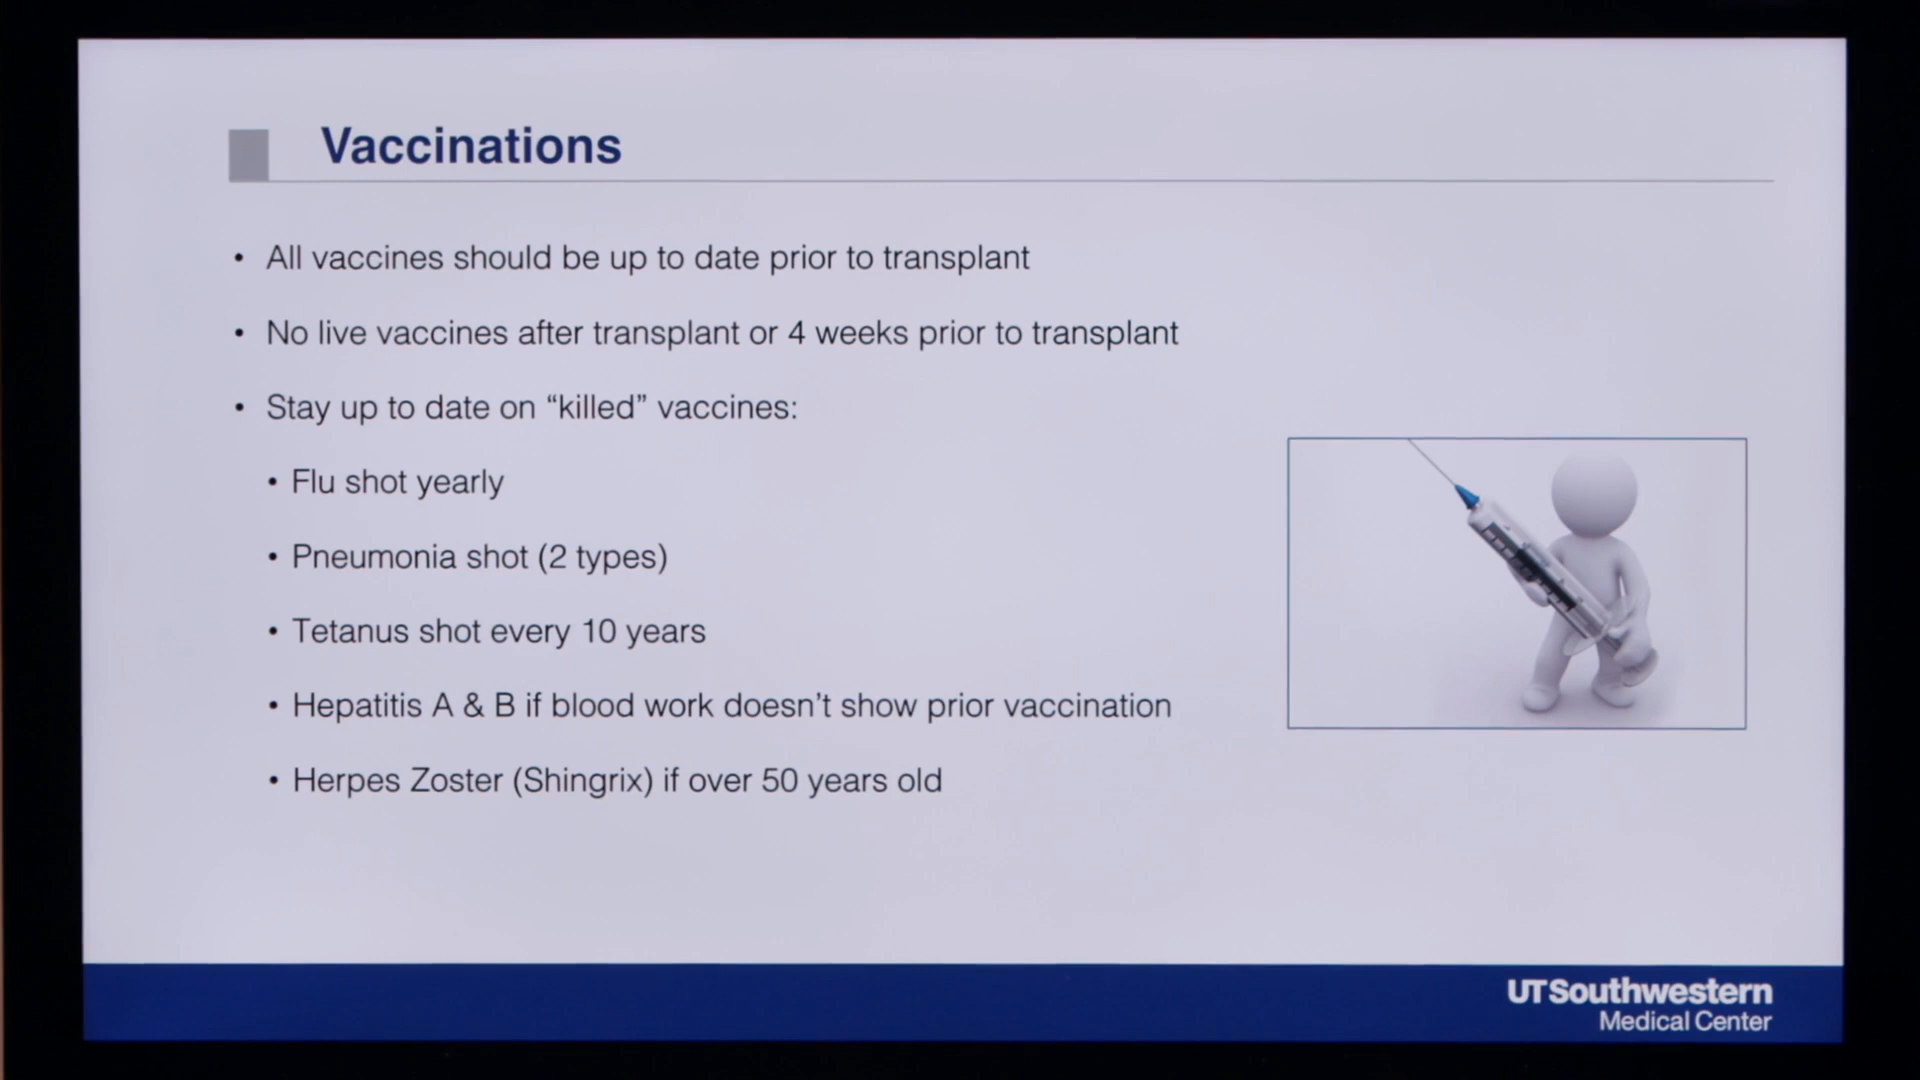 Vaccinations
• All vaccines should be up to date prior to transplant
• No live vaccines after transplant or 4 weeks prior to transplant
• Stay up to date on “killed” vaccines:
• Flu shot yearly
• Pneumonia shot (2 types)
• Tetanus shot every 10 years
• Hepatitis A & B if blood work doesn’t show prior vaccination
• Herpes Zoster (Shingrix) if over 50 years old
UTSouthwestern
Medical Center